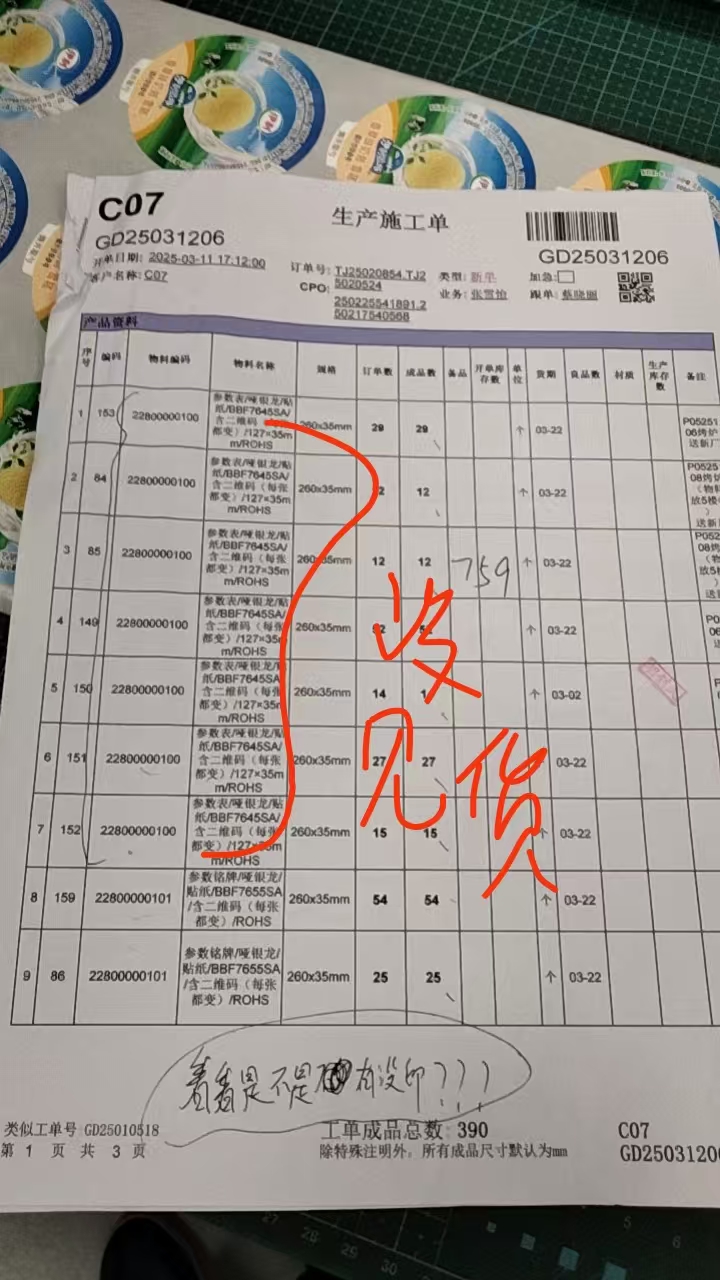 C07
生产施工单
GD25031206
GD25031206
开单日期: 2025-03-11 17:12:00
客户名称: C07
订单号: TJ25020854,TJ2
5020524
CPO:
250225541891,2
50217540568
类型: 新单
加急:
业务: 张雪怡
跟单: 蔡晓丽
产品资料
序号 编码 物料编码 物料名称 规格 订单数 成品数 备品 开单库存数 单位 货期 良品数 材质 生产库存数 备注
1 153 22800000100 参数表/哑银龙/贴纸/BBF7645SA/含二维码(每张都变)/127×35mm/ROHS 260x35mm 29 29 个 03-22 P05251
06烤炉
送新厂
2 84 22800000100 参数表/哑银龙/贴纸/BBF7645SA/含二维码(每张都变)/127×35mm/ROHS 260x35mm 2 12 个 03-22 P05251
08烤炉
(物料
放5楼
送新
3 85 22800000100 参数表/哑银龙/贴纸/BBF7645SA/含二维码(每张都变)/127×35mm/ROHS 260x35mm 12 12 759 个 03-22 P052
08烤
(物
放5
送新
4 149 22800000100 参数表/哑银龙/贴纸/BBF7645SA/含二维码(每张都变)/127×35mm/ROHS 260x35mm 个 03-22
5 150 22800000100 参数表/哑银龙/贴纸/BBF7645SA/含二维码(每张都变)/127×35mm/ROHS 260x35mm 14 1 个 03-02
6 151 22800000100 参数表/哑银龙/贴纸/BBF7645SA/含二维码(每张都变)/127×35mm/ROHS 260x35mm 27 27 03-22
7 152 22800000100 参数表/哑银龙/贴纸/BBF7645SA/含二维码(每张都变)/127×35mm/ROHS 260x35mm 15 15 个 03-22
8 159 22800000101 参数铭牌/哑银龙/贴纸/BBF7655SA/含二维码(每张都变)/ROHS 260x35mm 54 54 个 03-22
9 86 22800000101 参数铭牌/哑银龙/贴纸/BBF7655SA/含二维码(每张都变)/ROHS 260x35mm 25 25 个 03-22
没见货
看看是不是有没印???
类似工单号 GD25010518
工单成品总数: 390
C07
第 1 页 共 3 页
除特殊注明外,所有成品尺寸默认为mm
GD2503120